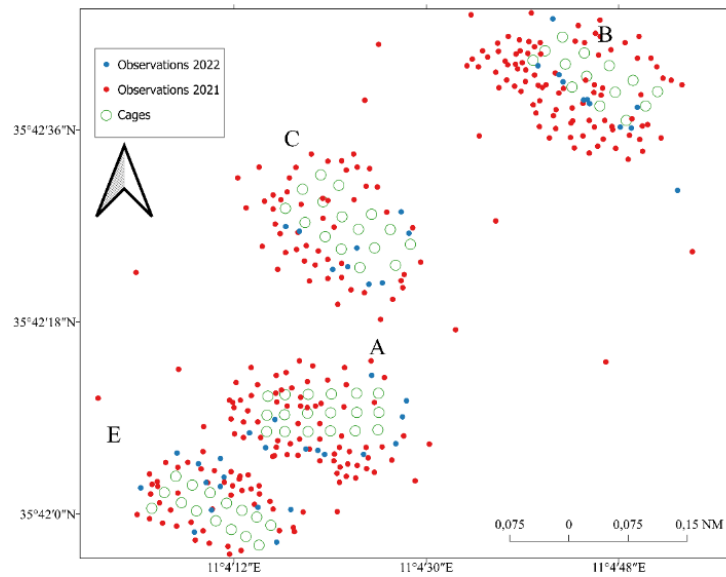 B
Observations 2022
Observations 2021
Cages
35°42'36"N
C
35°42'18"N
A
E
35°42'0"N
0,075 0 0,075 0,15 NM
11°4'12"E 11°4'30"E 11°4'48"E